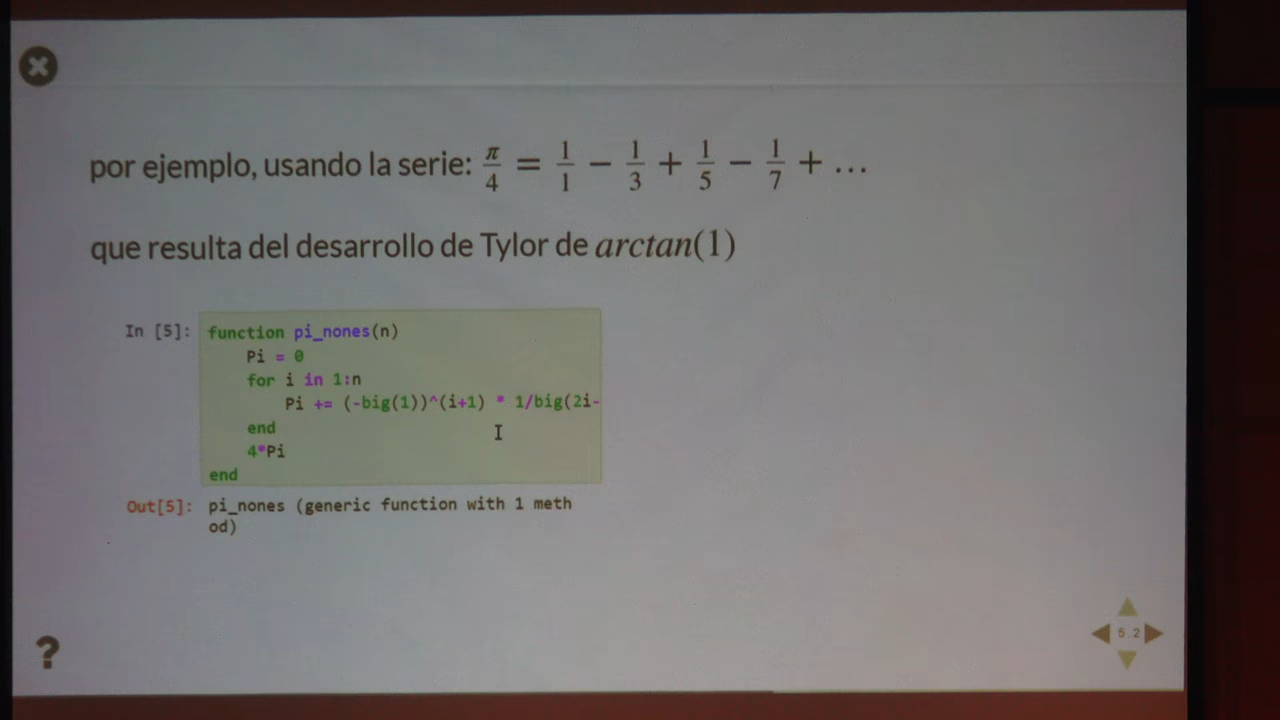 por ejemplo, usando la serie: π/4 = 1/1 − 1/3 + 1/5 − 1/7 + …
que resulta del desarrollo de Tylor de arctan(1)
In [5]: function pi_nones(n)
Pi = 0
for i in 1:n
Pi += (-big(1))^(i+1) * 1/big(2i-
end
4*Pi
end
Out[5]: pi_nones (generic function with 1 meth
od)
?
6.2